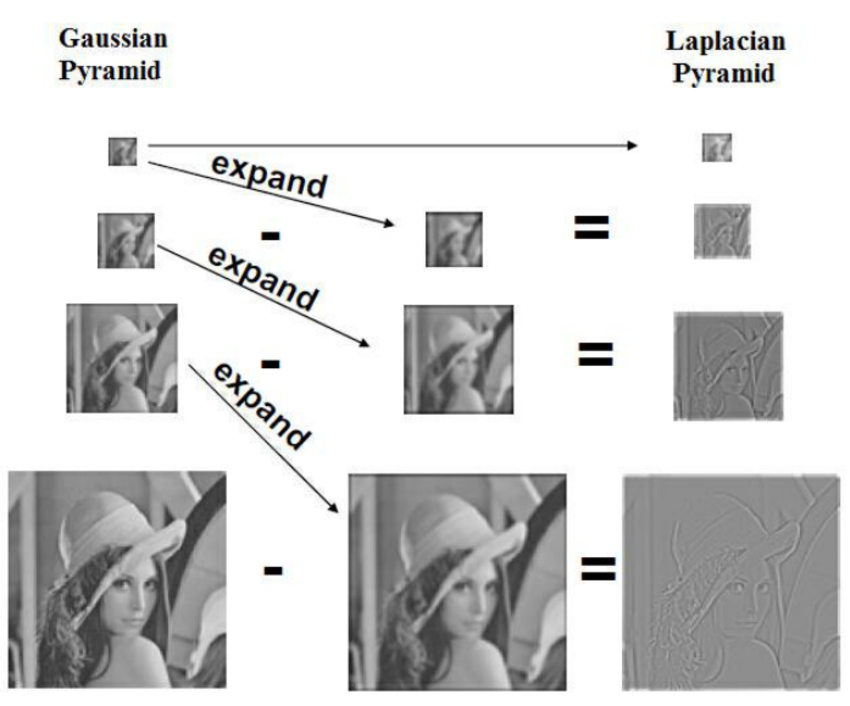 Gaussian
Pyramid
Laplacian
Pyramid
expand
-
=
expand
-
=
expand
-
=